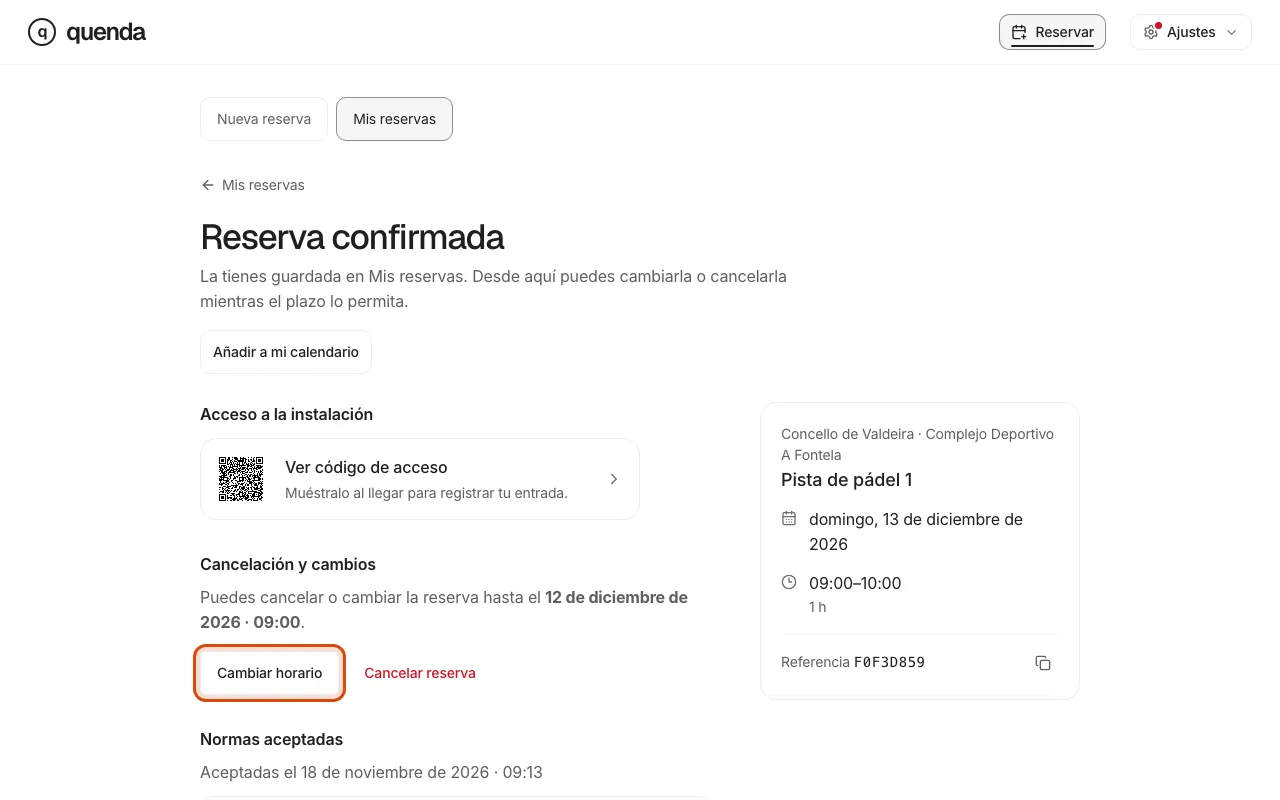 q quenda
Reservar
Ajustes
Nueva reserva
Mis reservas
Mis reservas
Reserva confirmada
La tienes guardada en Mis reservas. Desde aquí puedes cambiarla o cancelarla
mientras el plazo lo permita.
Añadir a mi calendario
Acceso a la instalación
Ver código de acceso
Muéstralo al llegar para registrar tu entrada.
Cancelación y cambios
Puedes cancelar o cambiar la reserva hasta el 12 de diciembre de
2026 · 09:00.
Cambiar horario
Cancelar reserva
Normas aceptadas
Aceptadas el 18 de noviembre de 2026 · 09:13
Concello de Valdeira · Complejo Deportivo
A Fontela
Pista de pádel 1
domingo, 13 de diciembre de
2026
09:00–10:00
1 h
Referencia F0F3D859